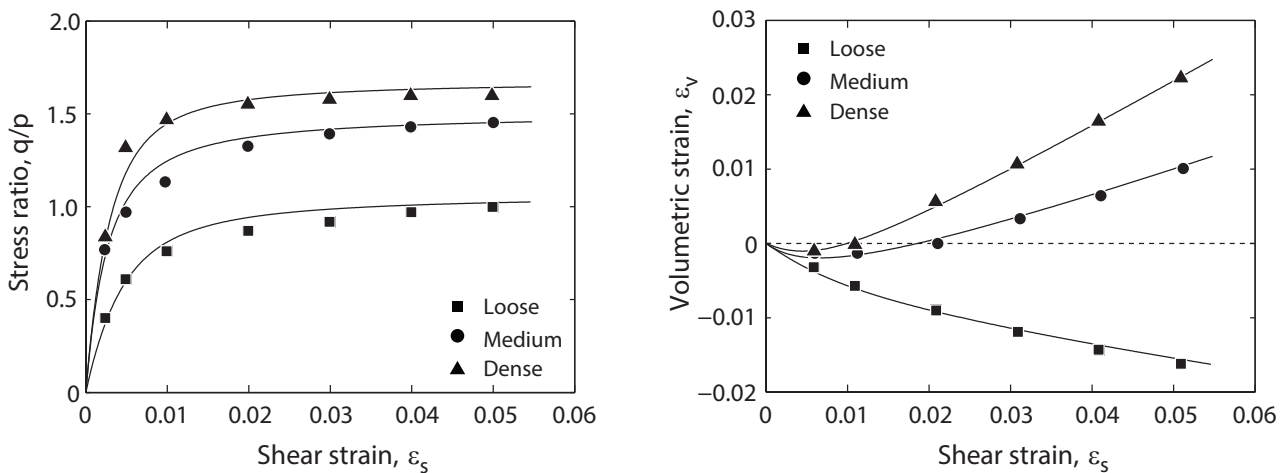 2.0
1.5
1.0
0.5
0
Stress ratio, q/p
Loose
Medium
Dense
0 0.01 0.02 0.03 0.04 0.05 0.06
Shear strain, εs
0.03
0.02
0.01
0
−0.01
−0.02
Volumetric strain, εv
Loose
Medium
Dense
0 0.01 0.02 0.03 0.04 0.05 0.06
Shear strain, εs